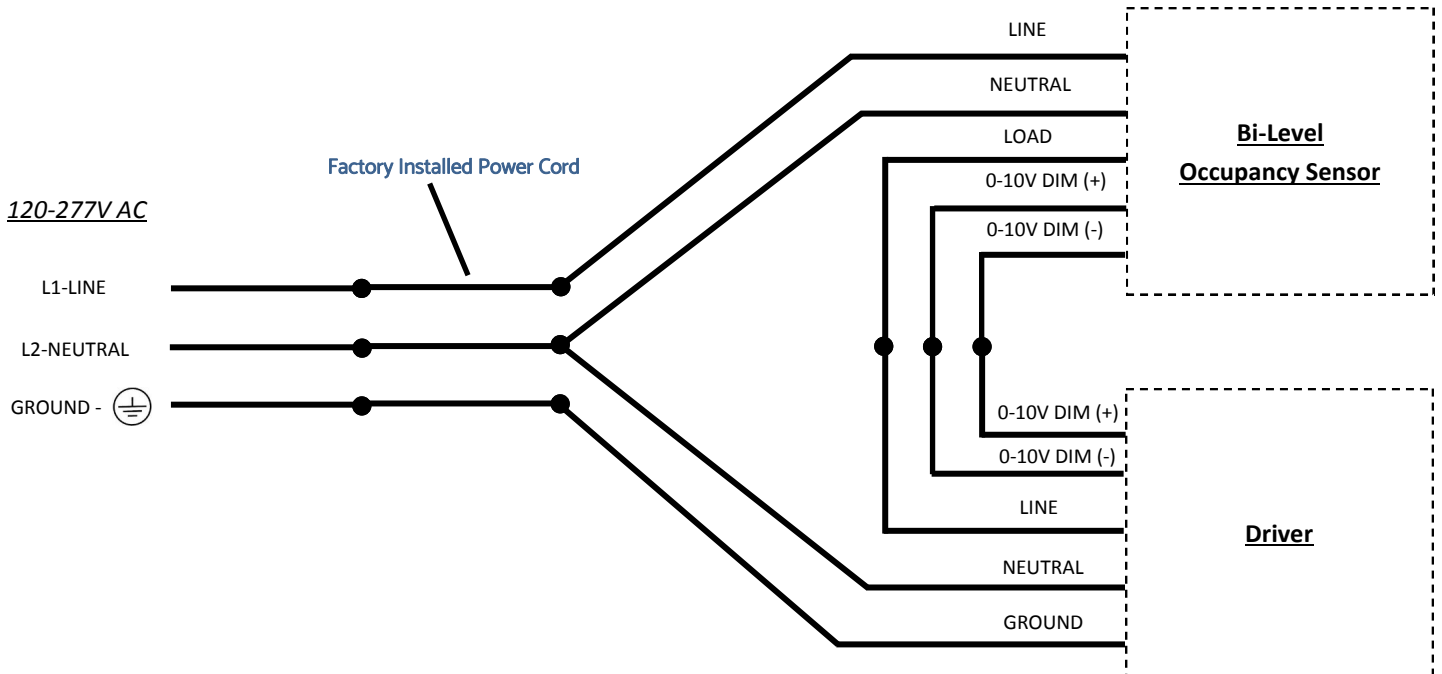 LINE
NEUTRAL
LOAD
0-10V DIM (+)
0-10V DIM (-)
Bi-Level
Occupancy Sensor
Factory Installed Power Cord
120-277V AC
L1-LINE
L2-NEUTRAL
GROUND -
0-10V DIM (+)
0-10V DIM (-)
LINE
NEUTRAL
GROUND
Driver